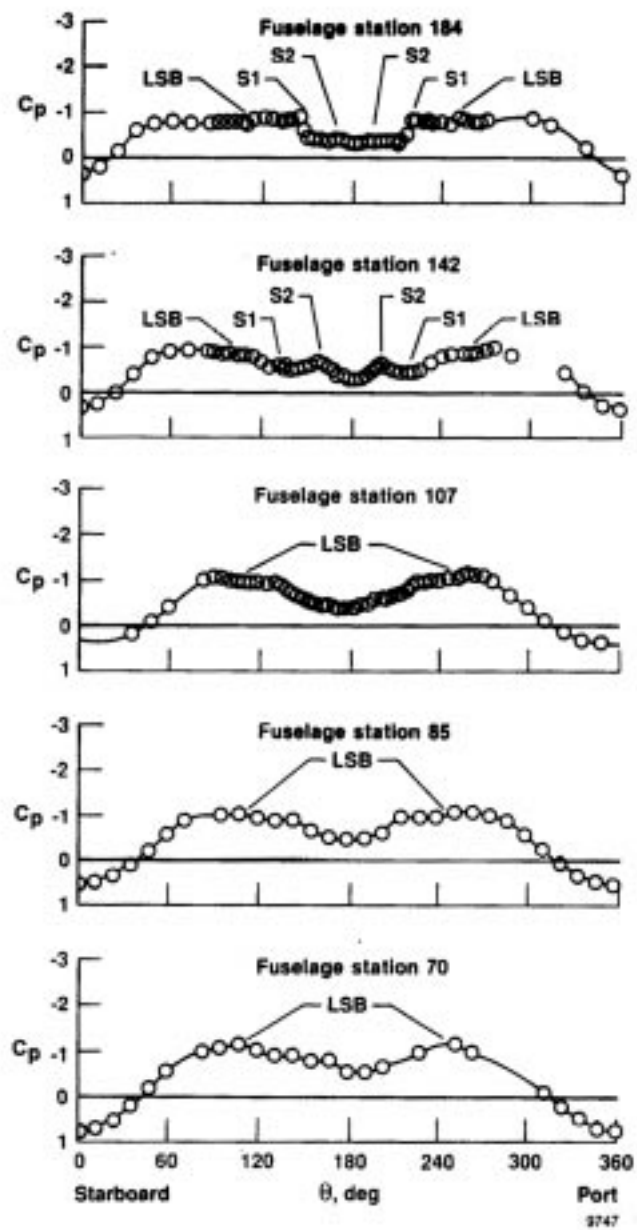 Fuselage station 184
S2 S2
LSB S1 S1 LSB
-3
-2
Cp -1
0
1
Fuselage station 142
S2 S2
LSB S1 S1 LSB
-3
-2
Cp -1
0
1
Fuselage station 107
LSB
-3
-2
Cp -1
0
1
Fuselage station 85
LSB
-3
-2
Cp -1
0
1
Fuselage station 70
LSB
-3
-2
Cp -1
0
1
0 60 120 180 240 300 360
Starboard θ, deg Port
9747